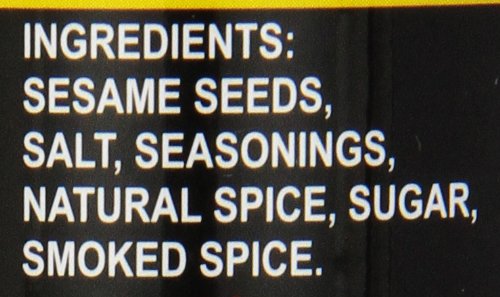 INGREDIENTS:
SESAME SEEDS,
SALT, SEASONINGS,
NATURAL SPICE, SUGAR,
SMOKED SPICE.